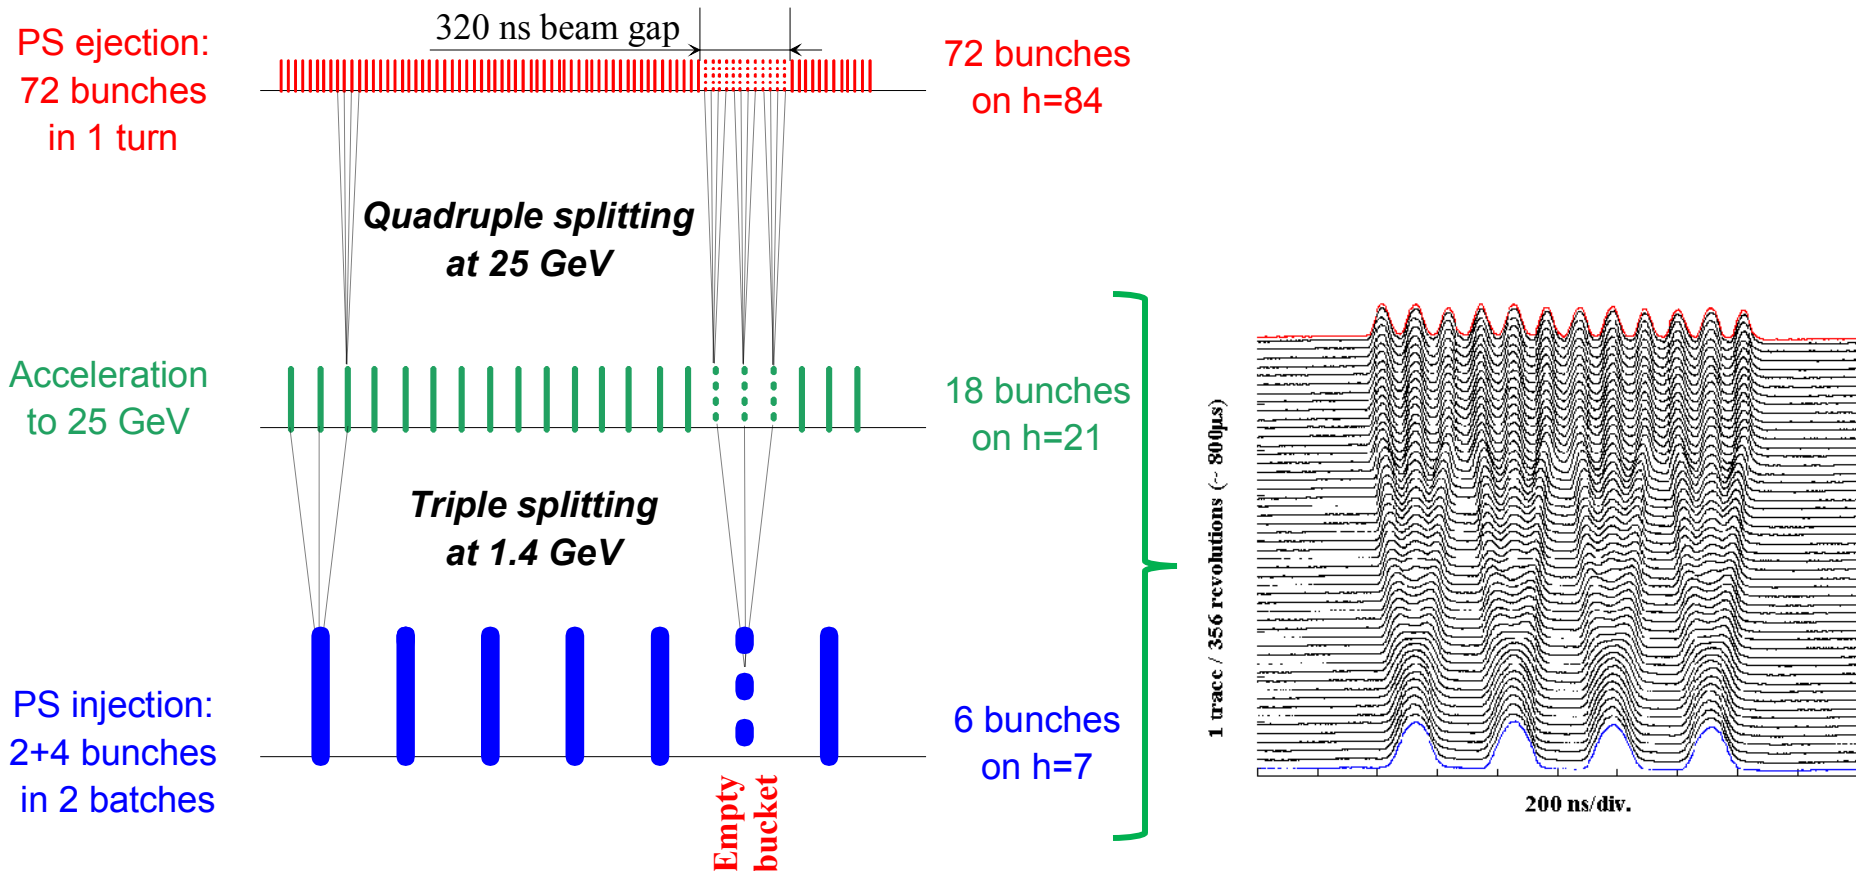 PS ejection:
72 bunches
in 1 turn
320 ns beam gap
72 bunches
on h=84
Quadruple splitting
at 25 GeV
Acceleration
to 25 GeV
18 bunches
on h=21
Triple splitting
at 1.4 GeV
PS injection:
2+4 bunches
in 2 batches
Empty
bucket
6 bunches
on h=7
1 trace / 356 revolutions (~ 800µs)
200 ns/div.